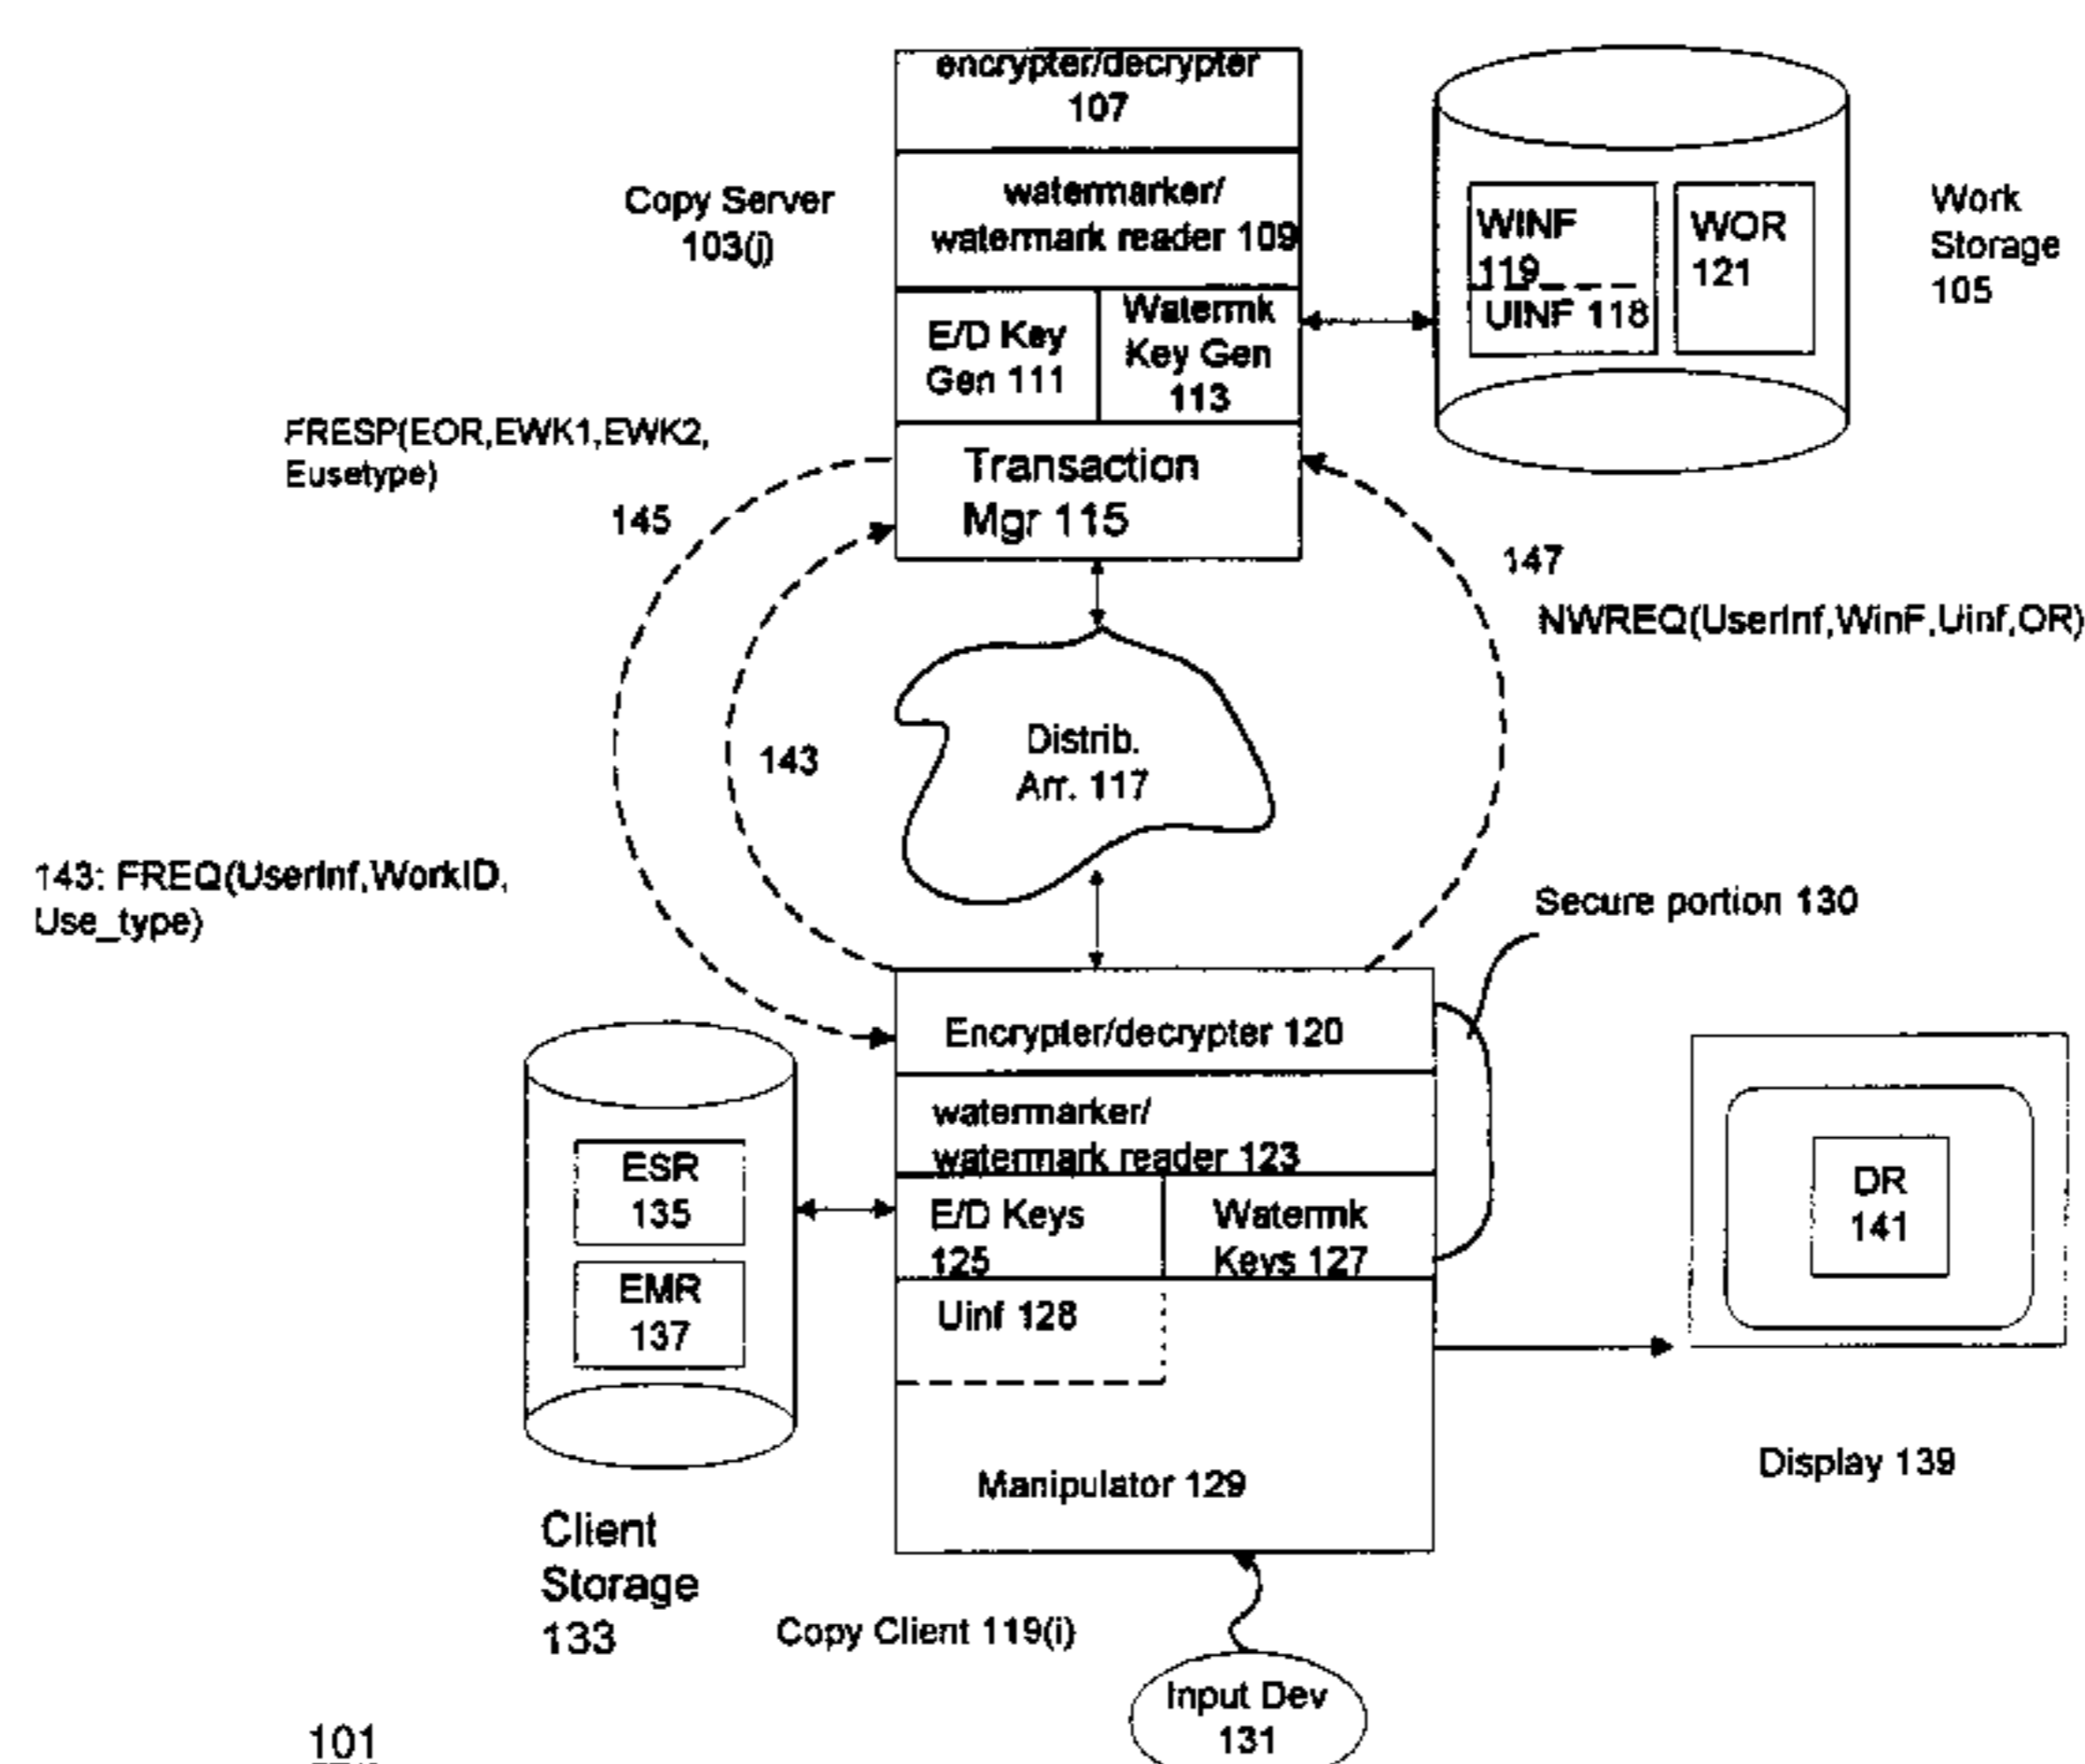 encrypter/decrypter
107
watermarker/
watermark reader 109
Copy Server
103(j)
E/D Key
Gen 111
Watermk
Key Gen
113
Transaction
Mgr 115
WINF
119
UINF 118
WOR
121
Work
Storage
105
FRESP(EOR,EWK1,EWK2,
Eusetype)
145
147
NWREQ(UserInf,WinF,Uinf,OR)
143
Distrib.
Arr. 117
143: FREQ(UserInf,WorkID,
Use_type)
Secure portion 130
Encrypter/decrypter 120
watermarker/
watermark reader 123
E/D Keys
125
Watermk
Keys 127
Uinf 128
Manipulator 129
ESR
135
EMR
137
Client
Storage
133
DR
141
Display 139
Copy Client 119(i)
Input Dev
131
101